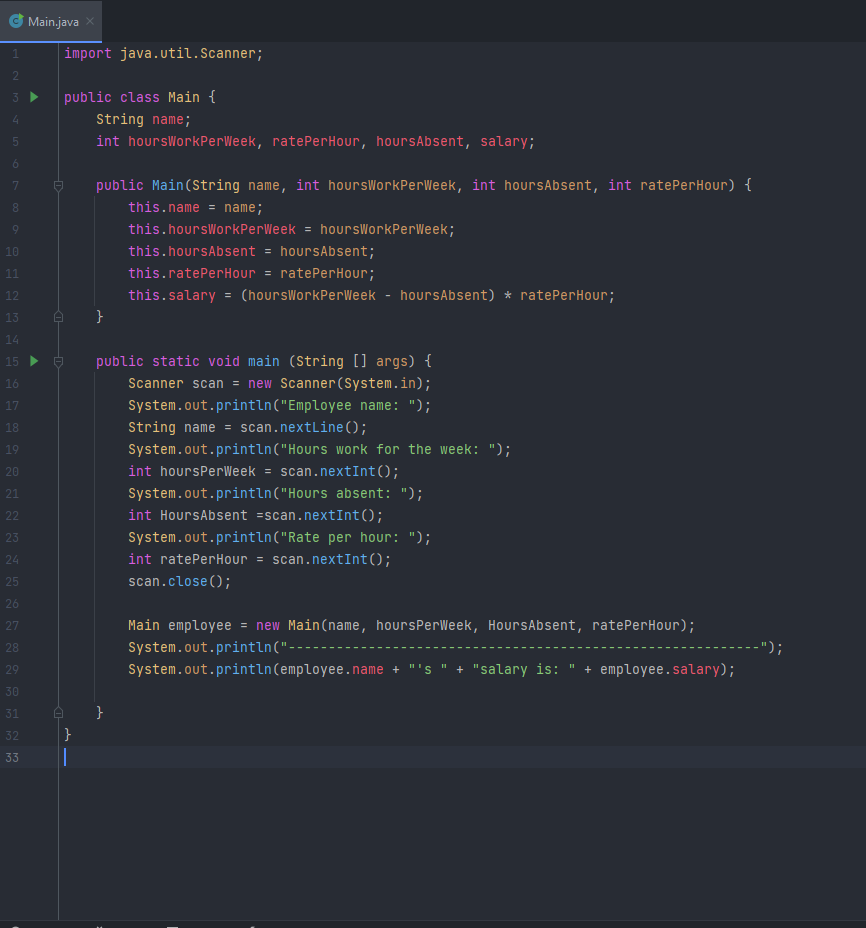 Main.java
1 import java.util.Scanner;
2
3 public class Main {
4 String name;
5 int hoursWorkPerWeek, ratePerHour, hoursAbsent, salary;
6
7 public Main(String name, int hoursWorkPerWeek, int hoursAbsent, int ratePerHour) {
8 this.name = name;
9 this.hoursWorkPerWeek = hoursWorkPerWeek;
10 this.hoursAbsent = hoursAbsent;
11 this.ratePerHour = ratePerHour;
12 this.salary = (hoursWorkPerWeek - hoursAbsent) * ratePerHour;
13 }
14
15 public static void main (String [] args) {
16 Scanner scan = new Scanner(System.in);
17 System.out.println("Employee name: ");
18 String name = scan.nextLine();
19 System.out.println("Hours work for the week: ");
20 int hoursPerWeek = scan.nextInt();
21 System.out.println("Hours absent: ");
22 int HoursAbsent =scan.nextInt();
23 System.out.println("Rate per hour: ");
24 int ratePerHour = scan.nextInt();
25 scan.close();
26
27 Main employee = new Main(name, hoursPerWeek, HoursAbsent, ratePerHour);
28 System.out.println("-----------------------------------------------------------");
29 System.out.println(employee.name + "'s " + "salary is: " + employee.salary);
30
31 }
32 }
33